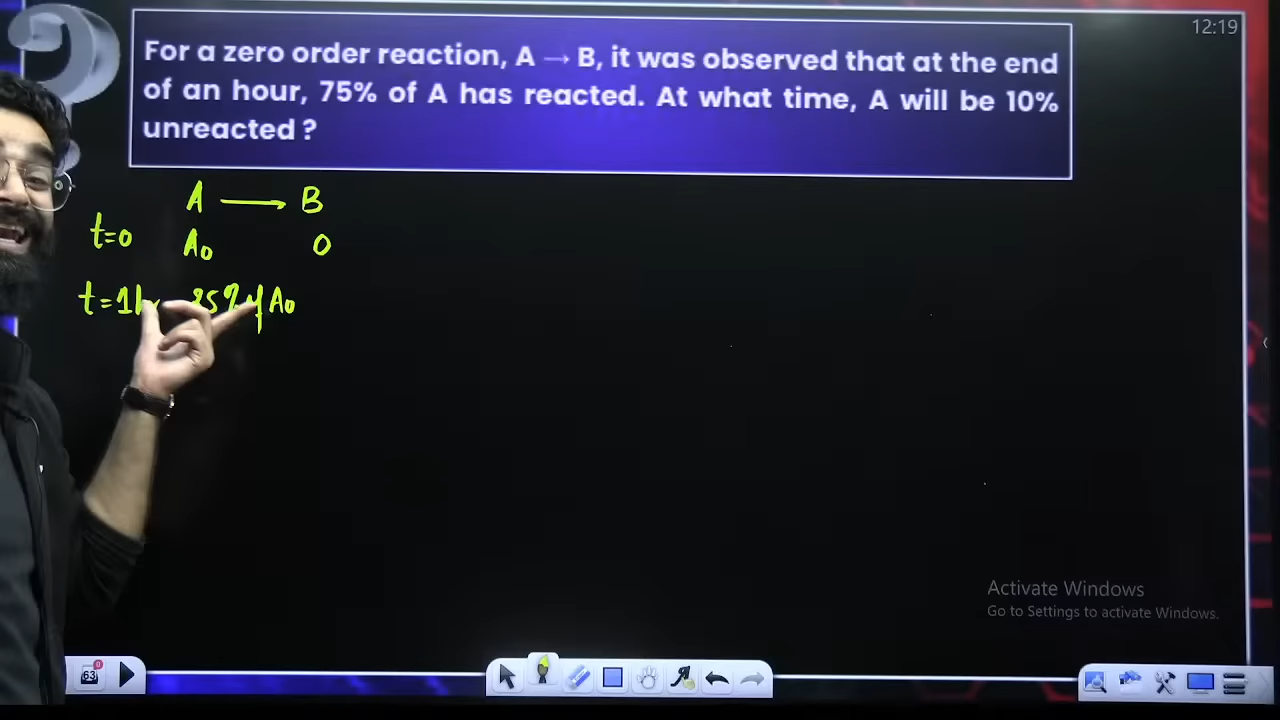 12:19
For a zero order reaction, A → B, it was observed that at the end
of an hour, 75% of A has reacted. At what time, A will be 10%
unreacted ?
A → B
t=0 A₀ 0
t=1 25% of A₀
Activate Windows
Go to Settings to activate Windows.
63